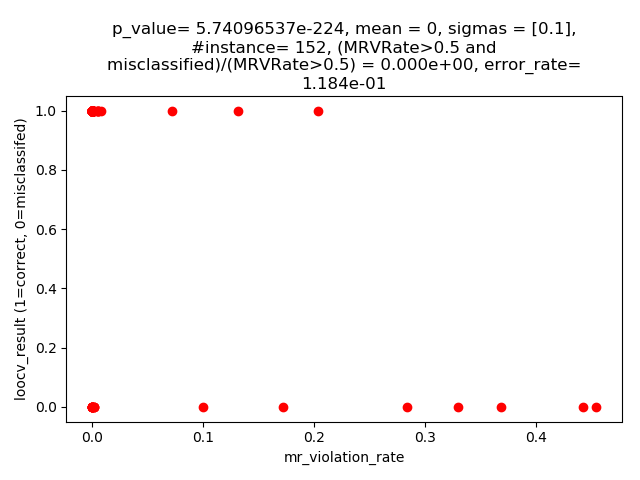 p_value= 5.74096537e-224, mean = 0, sigmas = [0.1],
#instance= 152, (MRVRate>0.5 and
misclassified)/(MRVRate>0.5) = 0.000e+00, error_rate=
1.184e-01
loocv_result (1=correct, 0=misclassifed)
1.0
0.8
0.6
0.4
0.2
0.0
0.0 0.1 0.2 0.3 0.4
mr_violation_rate